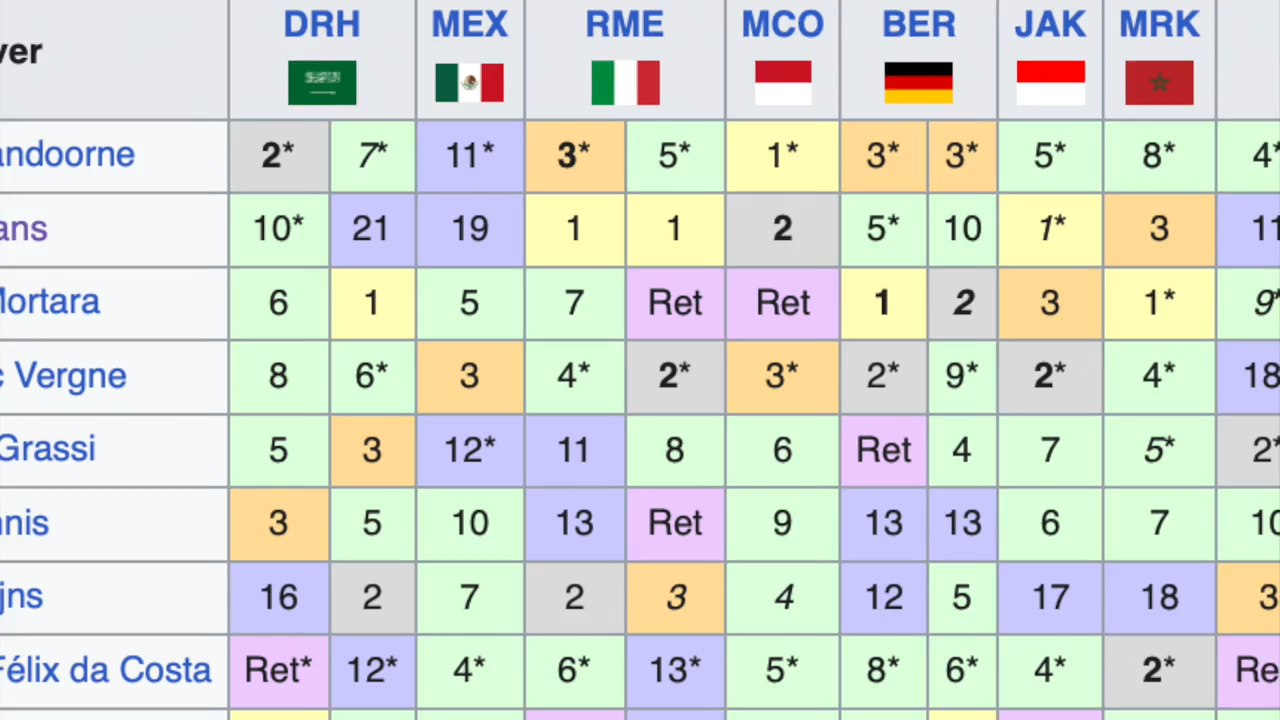 DRH MEX RME MCO BER JAK MRK
ver
andoorne 2* 7* 11* 3* 5* 1* 3* 3* 5* 8* 4*
ans 10* 21 19 1 1 2 5* 10 1* 3 11
Mortara 6 1 5 7 Ret Ret 1 2 3 1* 9*
c Vergne 8 6* 3 4* 2* 3* 2* 9* 2* 4* 18
Grassi 5 3 12* 11 8 6 Ret 4 7 5* 2*
nnis 3 5 10 13 Ret 9 13 13 6 7 10
jns 16 2 7 2 3 4 12 5 17 18 3
Félix da Costa Ret* 12* 4* 6* 13* 5* 8* 6* 4* 2* Re